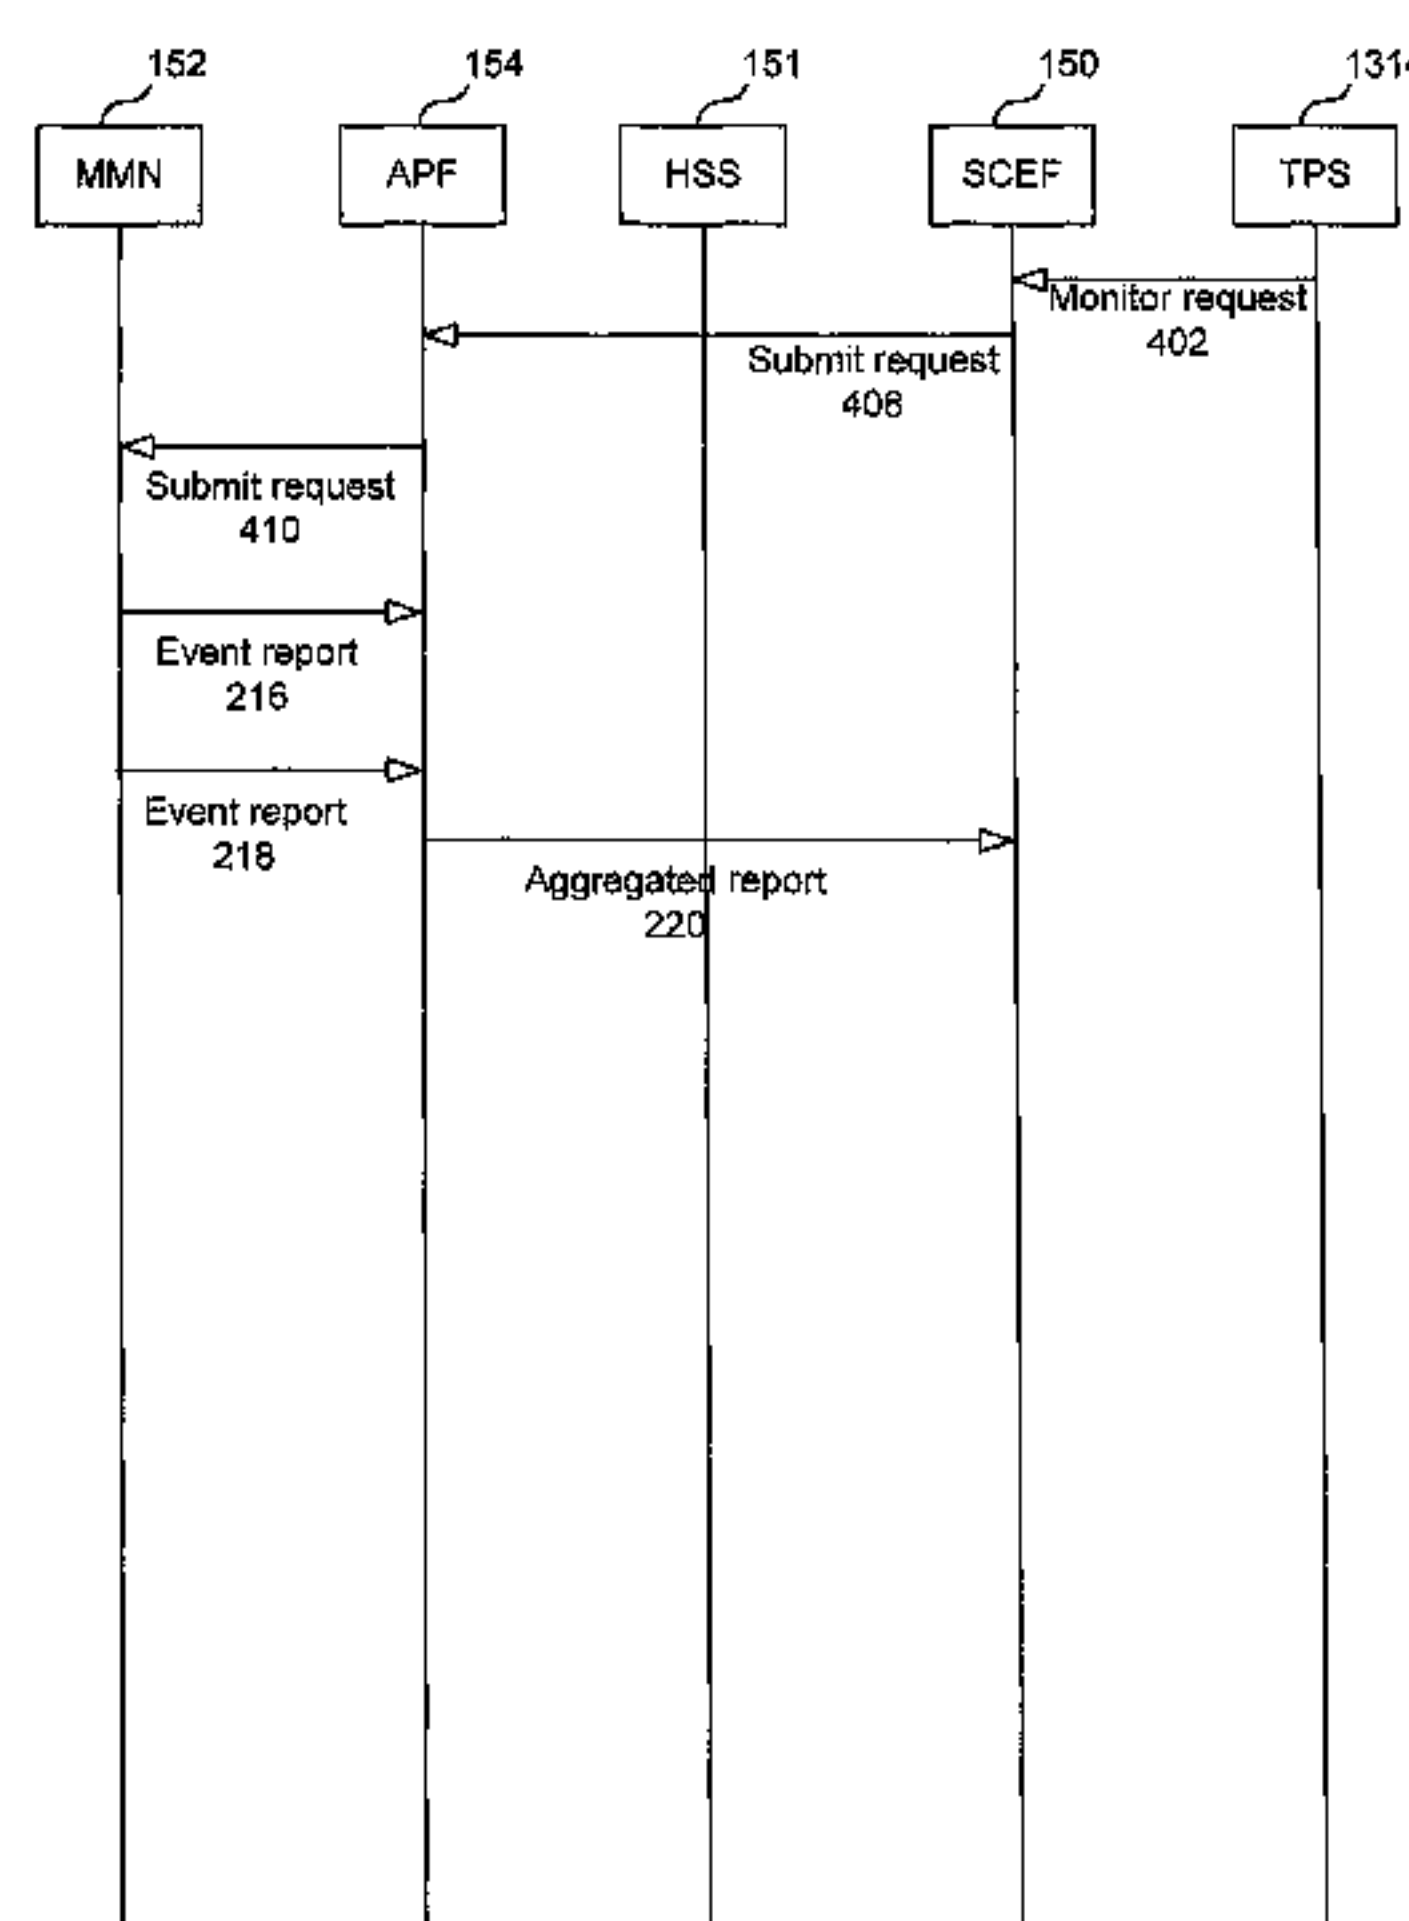 152 154 151 150 131
MMN APF HSS SCEF TPS
Monitor request
402
Submit request
408
Submit request
410
Event report
216
Event report
218
Aggregated report
220